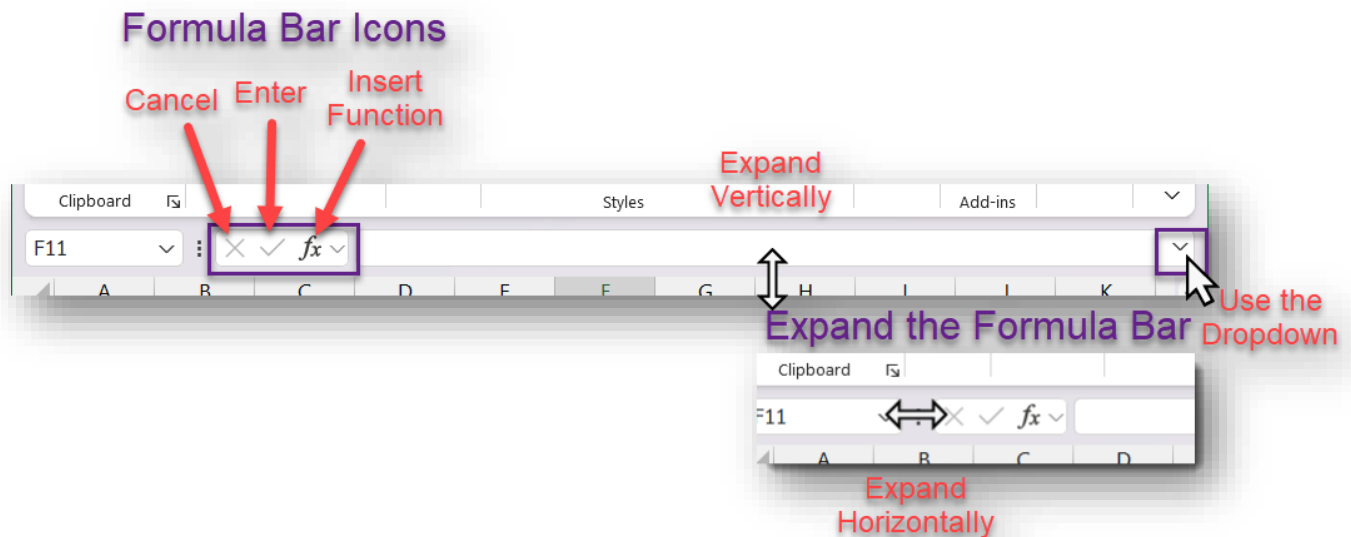 Formula Bar Icons
Cancel Enter Insert
Function
Expand
Vertically
Clipboard Styles Add-ins
F11 fx
A B C D E F G H I J K
Use the
Dropdown
Expand the Formula Bar
Clipboard
F11 fx
A B C D
Expand
Horizontally